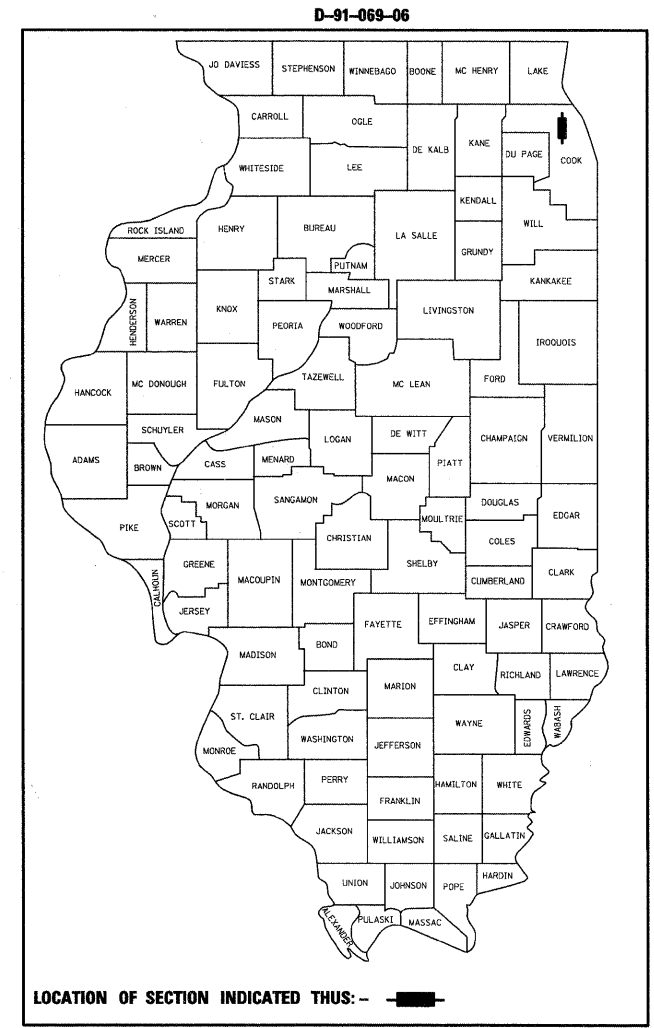 D-91-069-06
JO DAVIESS
STEPHENSON
WINNEBAGO
BOONE
MC HENRY
LAKE
CARROLL
OGLE
DE KALB
KANE
DU PAGE
COOK
WHITESIDE
LEE
KENDALL
WILL
ROCK ISLAND
HENRY
BUREAU
LA SALLE
GRUNDY
MERCER
PUTNAM
STARK
MARSHALL
KANKAKEE
HENDERSON
WARREN
KNOX
PEORIA
WOODFORD
LIVINGSTON
IROQUOIS
HANCOCK
MC DONOUGH
FULTON
TAZEWELL
MC LEAN
FORD
MASON
SCHUYLER
LOGAN
DE WITT
CHAMPAIGN
VERMILION
ADAMS
BROWN
CASS
MENARD
PIATT
MACON
PIKE
SCOTT
MORGAN
SANGAMON
CHRISTIAN
MOULTRIE
DOUGLAS
EDGAR
COLES
CALHOUN
GREENE
MACOUPIN
MONTGOMERY
SHELBY
CUMBERLAND
CLARK
JERSEY
FAYETTE
EFFINGHAM
JASPER
CRAWFORD
MADISON
BOND
CLAY
RICHLAND
LAWRENCE
CLINTON
MARION
ST. CLAIR
WAYNE
EDWARDS
WABASH
MONROE
WASHINGTON
JEFFERSON
RANDOLPH
PERRY
HAMILTON
WHITE
FRANKLIN
JACKSON
WILLIAMSON
SALINE
GALLATIN
UNION
JOHNSON
POPE
HARDIN
ALEXANDER
PULASKI
MASSAC
LOCATION OF SECTION INDICATED THUS: -